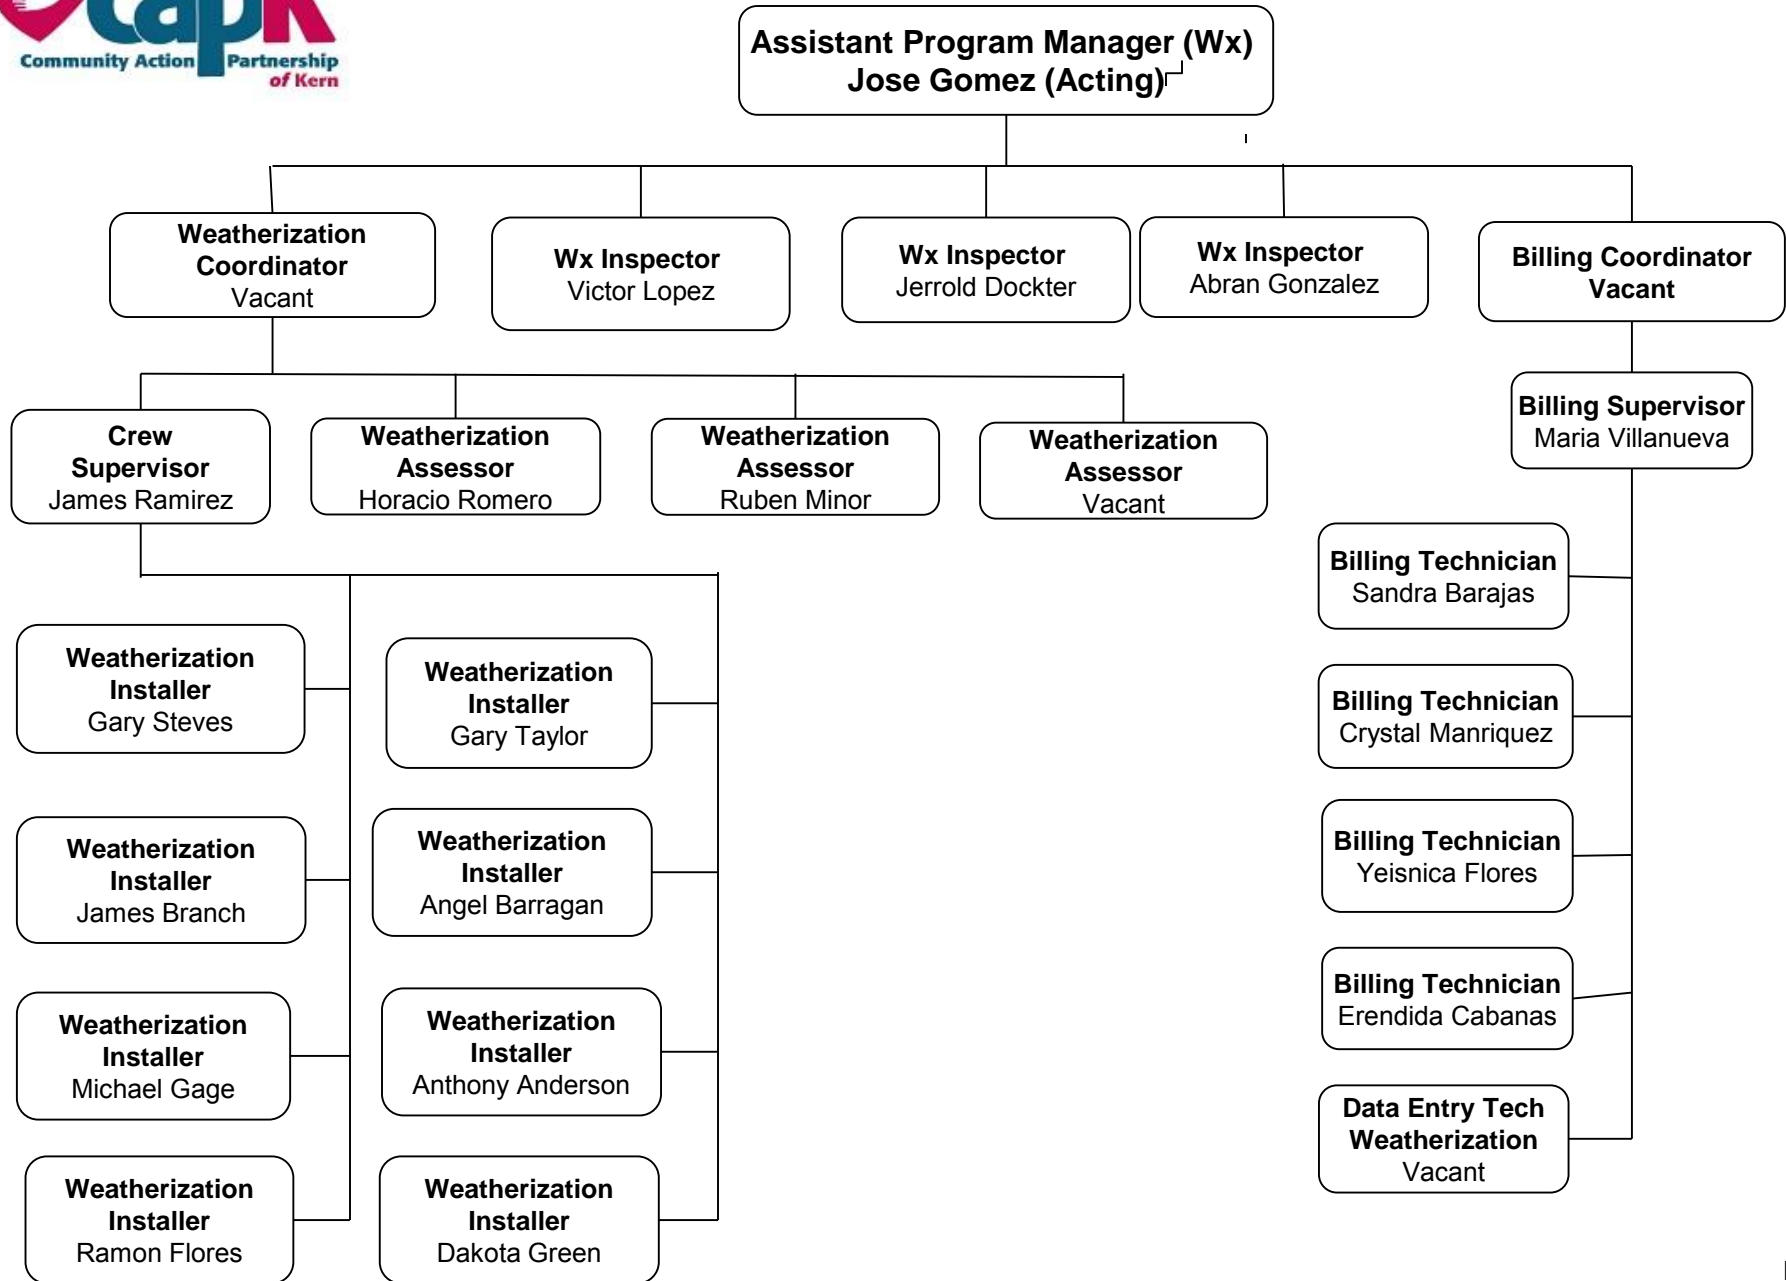 capk
Community Action Partnership
of Kern
Assistant Program Manager (Wx)
Jose Gomez (Acting)
Weatherization
Coordinator
Vacant
Wx Inspector
Victor Lopez
Wx Inspector
Jerrold Dockter
Wx Inspector
Abran Gonzalez
Billing Coordinator
Vacant
Crew
Supervisor
James Ramirez
Weatherization
Assessor
Horacio Romero
Weatherization
Assessor
Ruben Minor
Weatherization
Assessor
Vacant
Billing Supervisor
Maria Villanueva
Weatherization
Installer
Gary Steves
Weatherization
Installer
James Branch
Weatherization
Installer
Michael Gage
Weatherization
Installer
Ramon Flores
Weatherization
Installer
Gary Taylor
Weatherization
Installer
Angel Barragan
Weatherization
Installer
Anthony Anderson
Weatherization
Installer
Dakota Green
Billing Technician
Sandra Barajas
Billing Technician
Crystal Manriquez
Billing Technician
Yeisnica Flores
Billing Technician
Erendida Cabanas
Data Entry Tech
Weatherization
Vacant